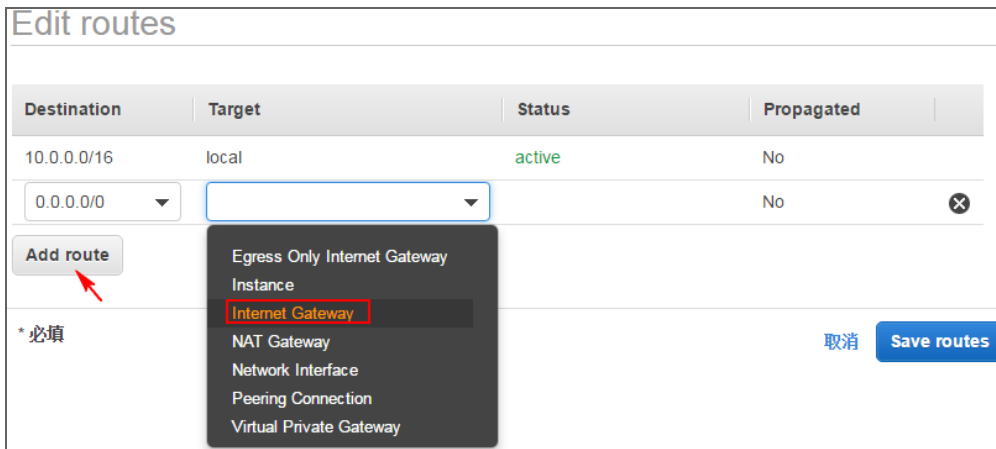 Edit routes
Destination Target Status Propagated
10.0.0.0/16 local active No
0.0.0.0/0 No
Add route
Egress Only Internet Gateway
Instance
Internet Gateway
NAT Gateway
Network Interface
Peering Connection
Virtual Private Gateway
* 必填 取消 Save routes